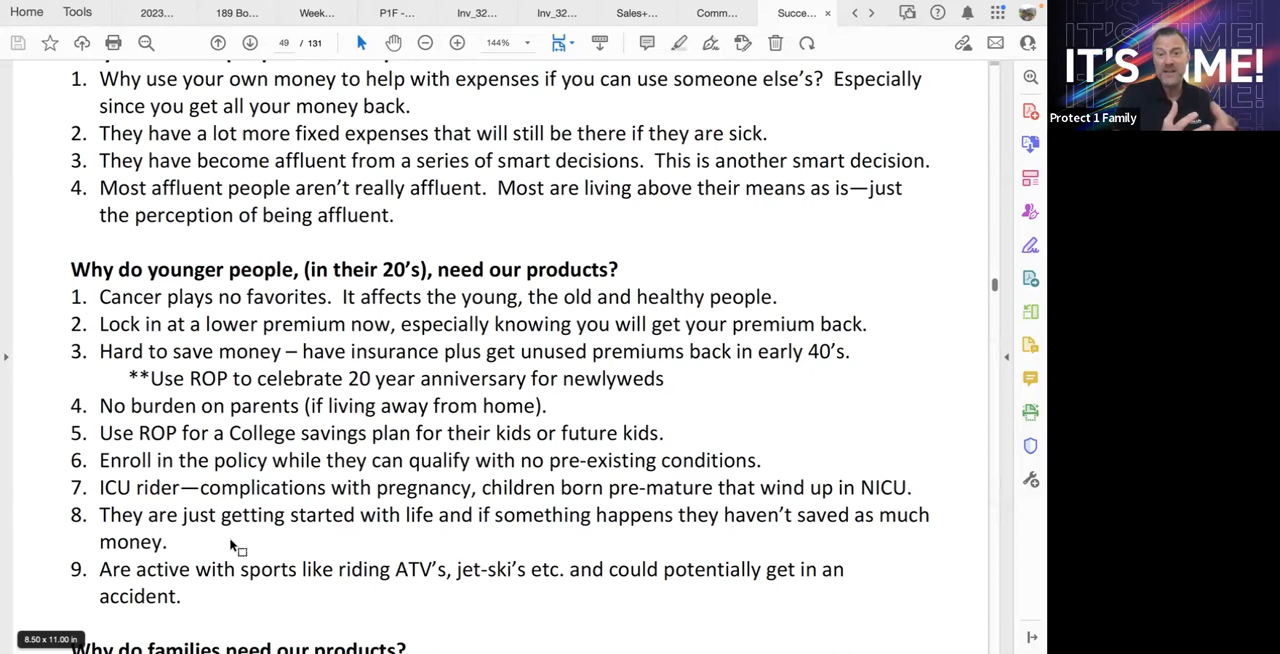 Home Tools 2023... 189 Bo... Week... P1F -... Inv_32... Inv_32... Sales+... Comm... Succe...
49 / 131 144%
1. Why use your own money to help with expenses if you can use someone else's? Especially
since you get all your money back.
2. They have a lot more fixed expenses that will still be there if they are sick.
3. They have become affluent from a series of smart decisions. This is another smart decision.
4. Most affluent people aren't really affluent. Most are living above their means as is—just
the perception of being affluent.
Why do younger people, (in their 20's), need our products?
1. Cancer plays no favorites. It affects the young, the old and healthy people.
2. Lock in at a lower premium now, especially knowing you will get your premium back.
3. Hard to save money – have insurance plus get unused premiums back in early 40's.
**Use ROP to celebrate 20 year anniversary for newlyweds
4. No burden on parents (if living away from home).
5. Use ROP for a College savings plan for their kids or future kids.
6. Enroll in the policy while they can qualify with no pre-existing conditions.
7. ICU rider—complications with pregnancy, children born pre-mature that wind up in NICU.
8. They are just getting started with life and if something happens they haven't saved as much
money.
9. Are active with sports like riding ATV's, jet-ski's etc. and could potentially get in an
accident.
Why do families need our products?
8.50 x 11.00 in
IT'S TIME!
Protect 1 Family